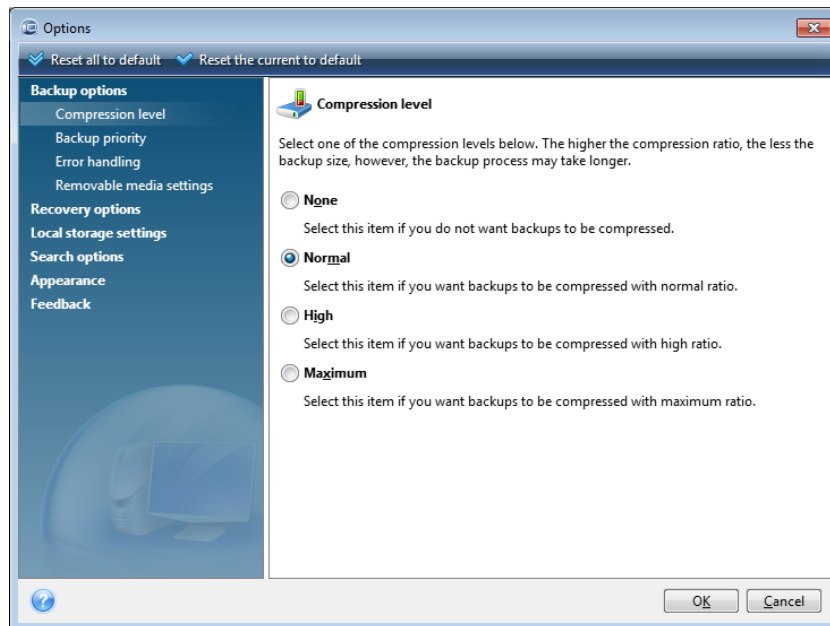 Options
Reset all to default
Reset the current to default
Backup options
Compression level
Backup priority
Error handling
Removable media settings
Recovery options
Local storage settings
Search options
Appearance
Feedback
Compression level
Select one of the compression levels below. The higher the compression ratio, the less the
backup size, however, the backup process may take longer.
None
Select this item if you do not want backups to be compressed.
Normal
Select this item if you want backups to be compressed with normal ratio.
High
Select this item if you want backups to be compressed with high ratio.
Maximum
Select this item if you want backups to be compressed with maximum ratio.
OK
Cancel